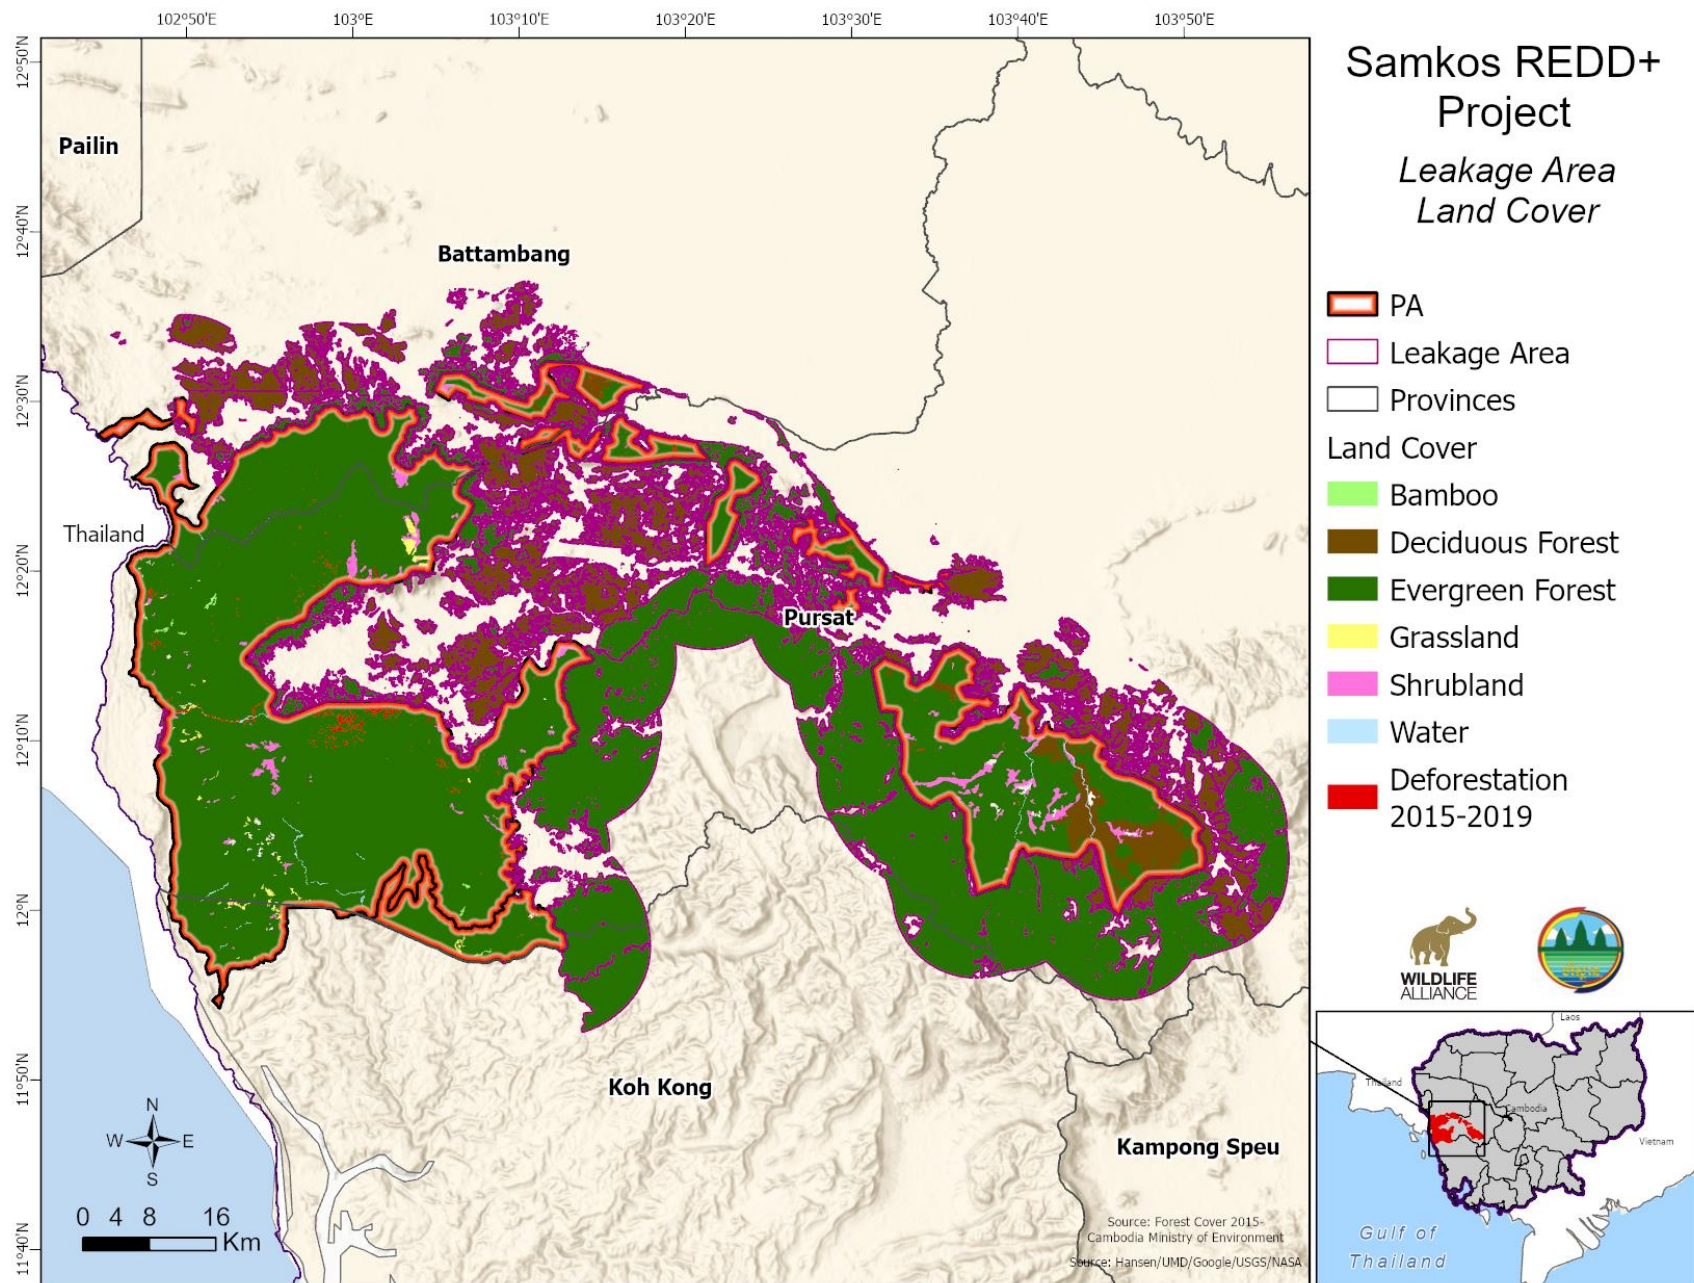 102°50'E 103°E 103°10'E 103°20'E 103°30'E 103°40'E 103°50'E
12°50'N
12°40'N
12°30'N
12°20'N
12°10'N
12°N
11°50'N
11°40'N
Pailin
Battambang
Thailand
Pursat
Koh Kong
Kampong Speu
N
W E
S
0 4 8 16
Km
Source: Forest Cover 2015-
Cambodia Ministry of Environment
Source: Hansen/UMD/Google/USGS/NASA
Samkos REDD+
Project
Leakage Area
Land Cover
PA
Leakage Area
Provinces
Land Cover
Bamboo
Deciduous Forest
Evergreen Forest
Grassland
Shrubland
Water
Deforestation
2015-2019
WILDLIFE
ALLIANCE
Laos
Thailand
Cambodia
Vietnam
Gulf of
Thailand